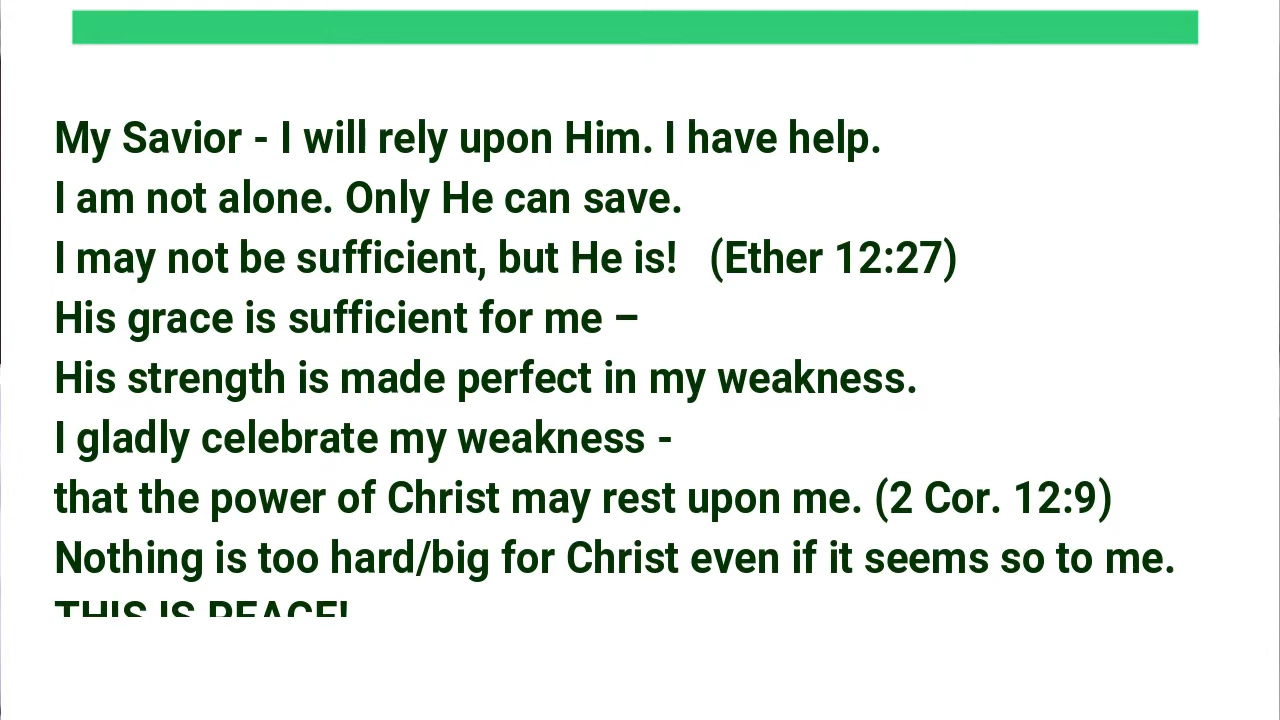 My Savior - I will rely upon Him. I have help.
I am not alone. Only He can save.
I may not be sufficient, but He is!   (Ether 12:27)
His grace is sufficient for me –
His strength is made perfect in my weakness.
I gladly celebrate my weakness -
that the power of Christ may rest upon me. (2 Cor. 12:9)
Nothing is too hard/big for Christ even if it seems so to me.
THIS IS PEACE!